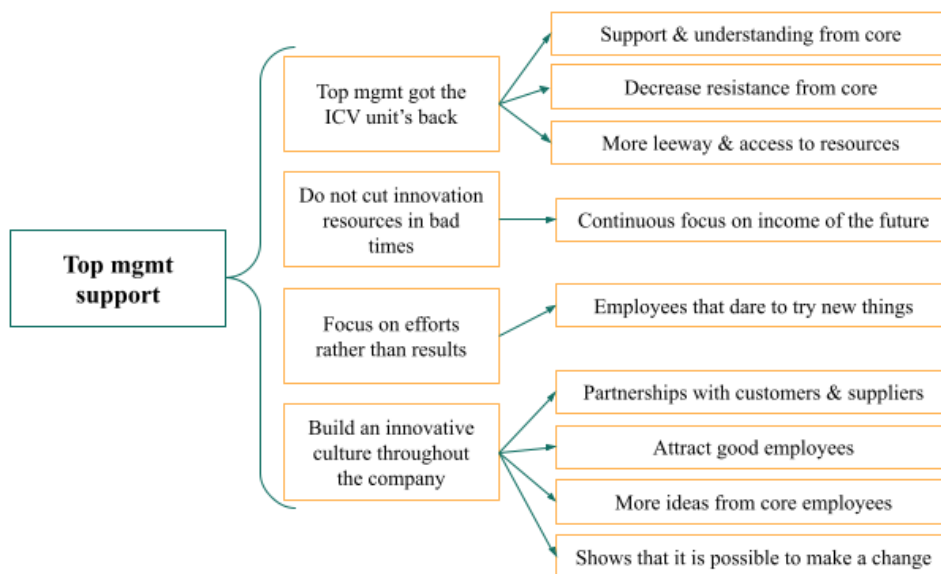 Top mgmt
support
Top mgmt got the
ICV unit's back
Support & understanding from core
Decrease resistance from core
More leeway & access to resources
Do not cut innovation
resources in bad
times
Continuous focus on income of the future
Focus on efforts
rather than results
Employees that dare to try new things
Build an innovative
culture throughout
the company
Partnerships with customers & suppliers
Attract good employees
More ideas from core employees
Shows that it is possible to make a change